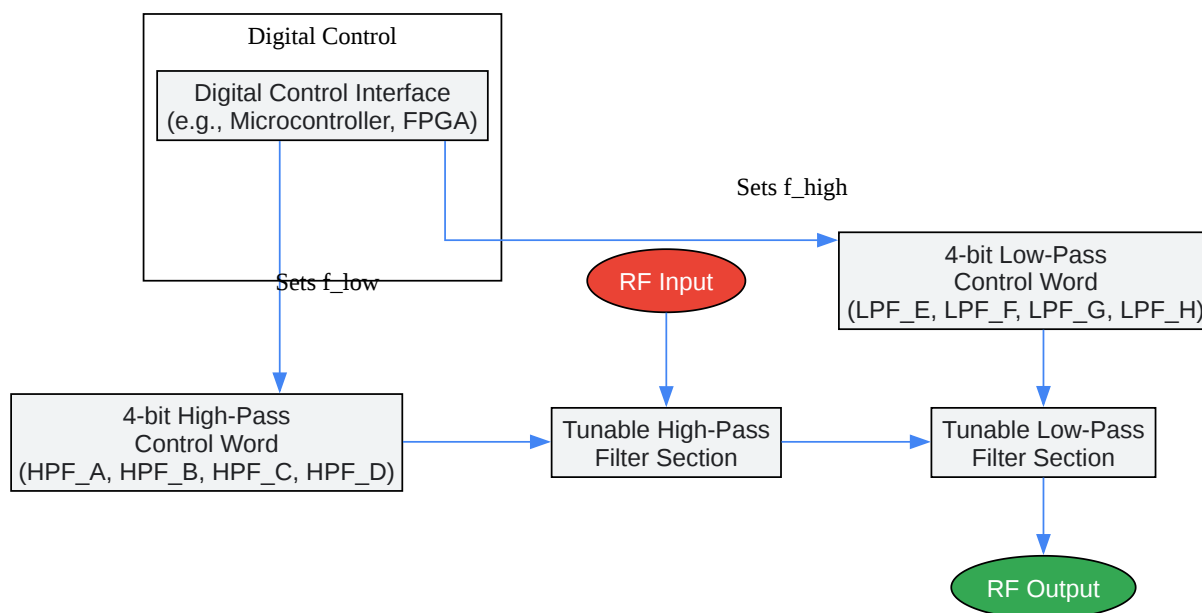 Digital Control
Digital Control Interface
(e.g., Microcontroller, FPGA)
Sets f_high
Sets f_low
RF Input
4-bit Low-Pass
Control Word
(LPF_E, LPF_F, LPF_G, LPF_H)
4-bit High-Pass
Control Word
(HPF_A, HPF_B, HPF_C, HPF_D)
Tunable High-Pass
Filter Section
Tunable Low-Pass
Filter Section
RF Output